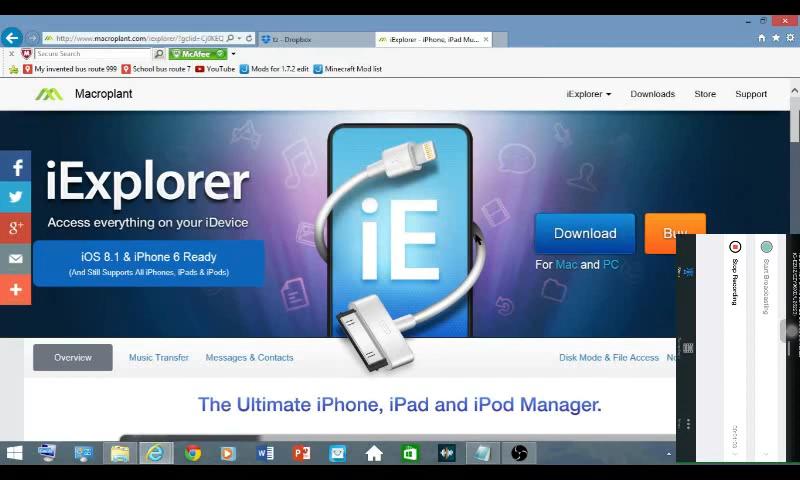 http://www.macroplant.com/iexplorer/?gclid=Cj0KEQ
tz - Dropbox
iExplorer - iPhone, iPad Mu...
Secure Search
McAfee
My invented bus route 999
School bus route 7
YouTube
Mods for 1.7.2 edit
Minecraft Mod list
Macroplant
iExplorer
Downloads
Store
Support
iExplorer
Access everything on your iDevice
iOS 8.1 & iPhone 6 Ready
(And Still Supports All iPhones, iPads & iPods)
iE
Download
Bu
For Mac and PC
Stop Recording
Start Broadcasting
Overview
Music Transfer
Messages & Contacts
Disk Mode & File Access
No
The Ultimate iPhone, iPad and iPod Manager.